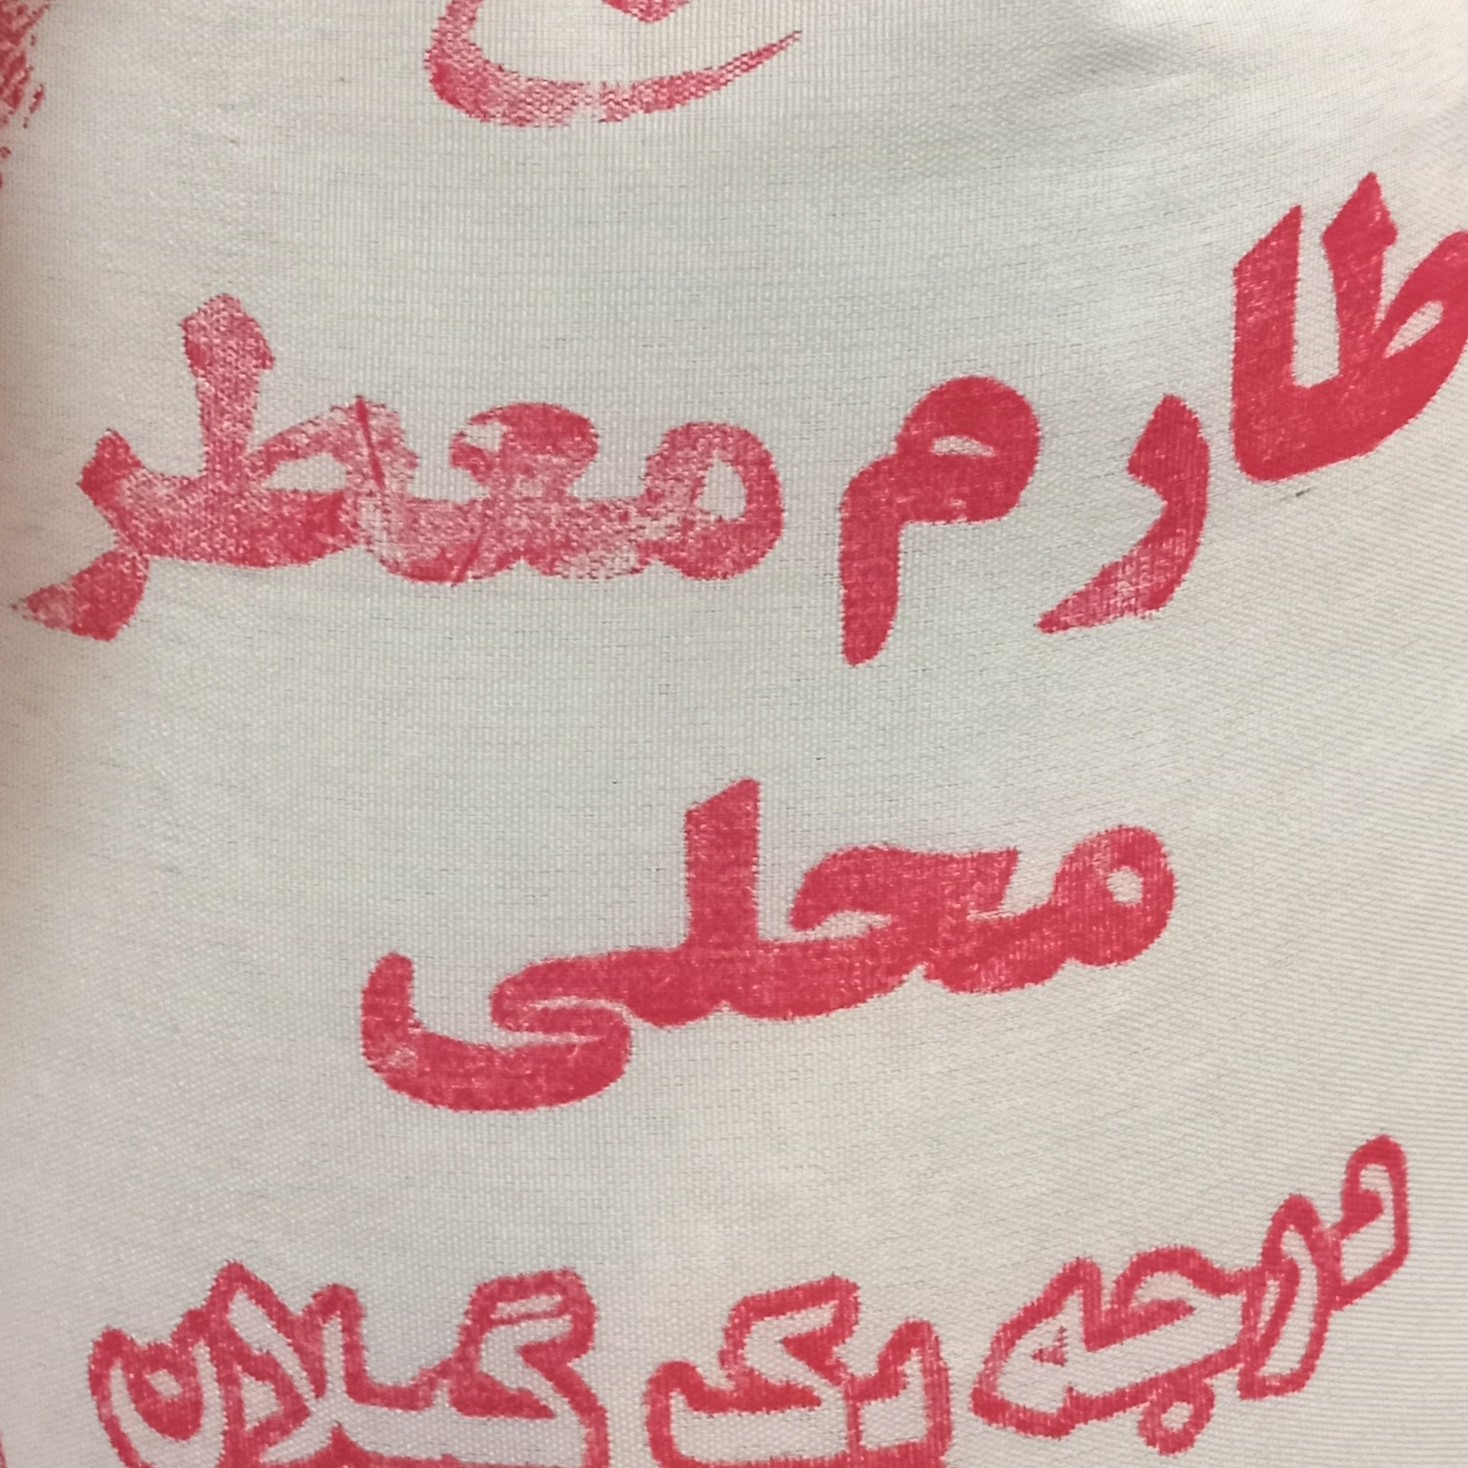 طارم معطر
محلی
درجه یک گیلان